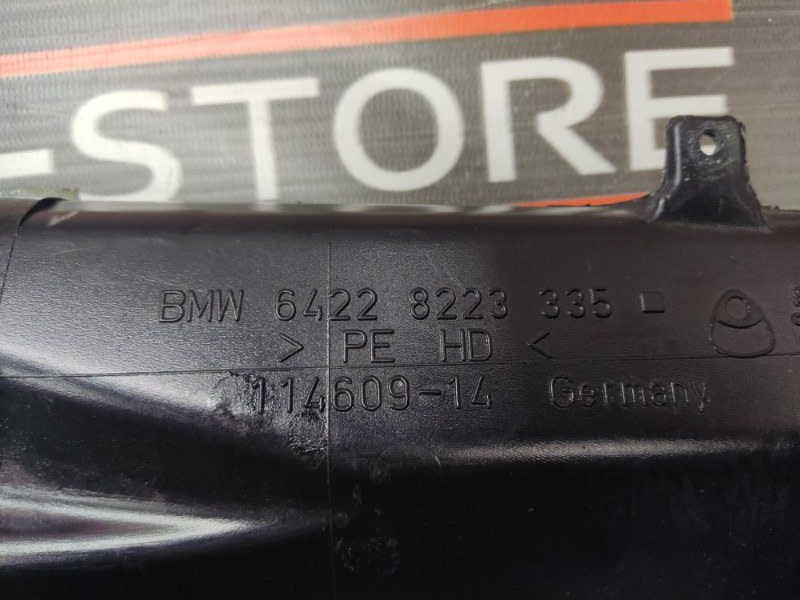 -STORE
BMW 6422 8223 335
> PE HD <
114609-14 Germany